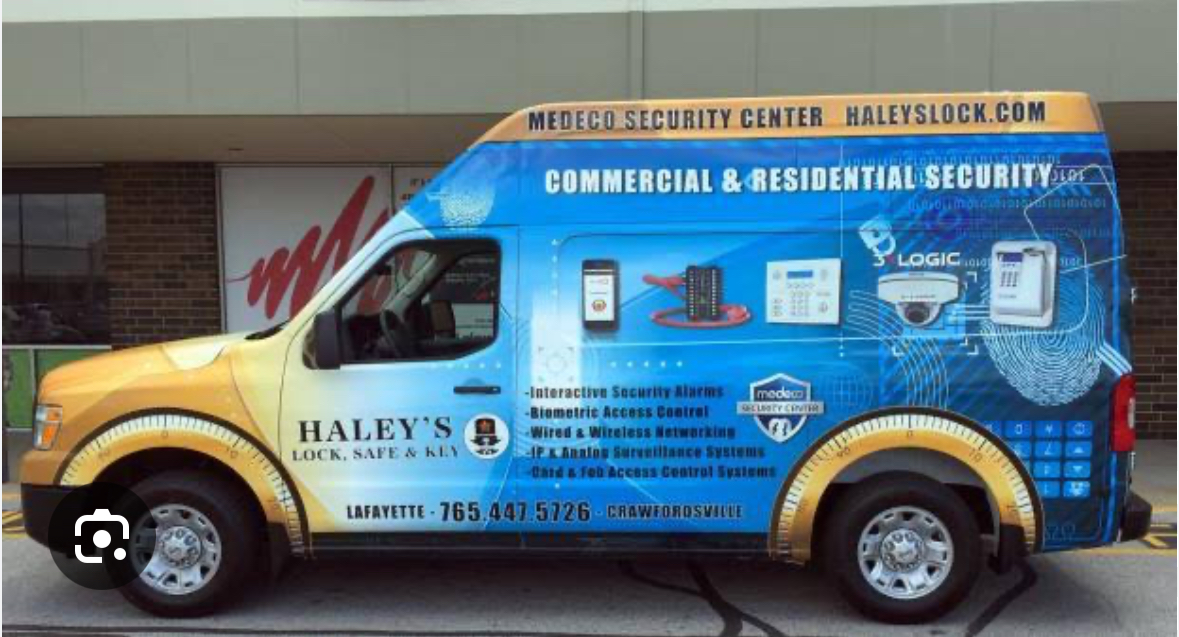 MEDECO SECURITY CENTER HALEYSLOCK.COM
COMMERCIAL & RESIDENTIAL SECURITY
3xLOGIC
-Interactive Security Alarms
-Biometric Access Control
-Wired & Wireless Networking
-IP & Analog Surveillance Systems
-Card & Fob Access Control Systems
medeco
SECURITY CENTER
HALEY'S
LOCK, SAFE & KEY
LAFAYETTE - 765.447.5726 - CRAWFORDSVILLE